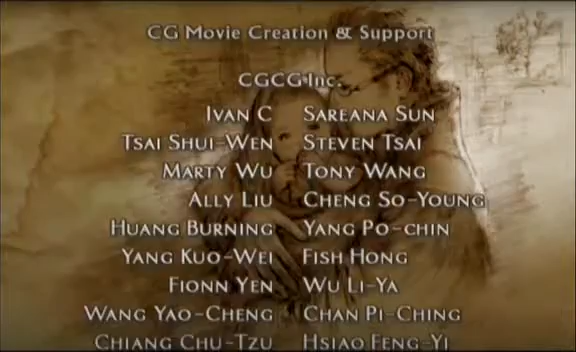 CG Movie Creation & Support
CGCG Inc.
Ivan C Sareana Sun
Tsai Shui-Wen Steven Tsai
Marty Wu Tony Wang
Ally Liu Cheng So-Young
Huang Burning Yang Po-chin
Yang Kuo-Wei Fish Hong
Fionn Yen Wu Li-Ya
Wang Yao-Cheng Chan Pi-Ching
Chiang Chu-Tzu Hsiao Feng-Yi